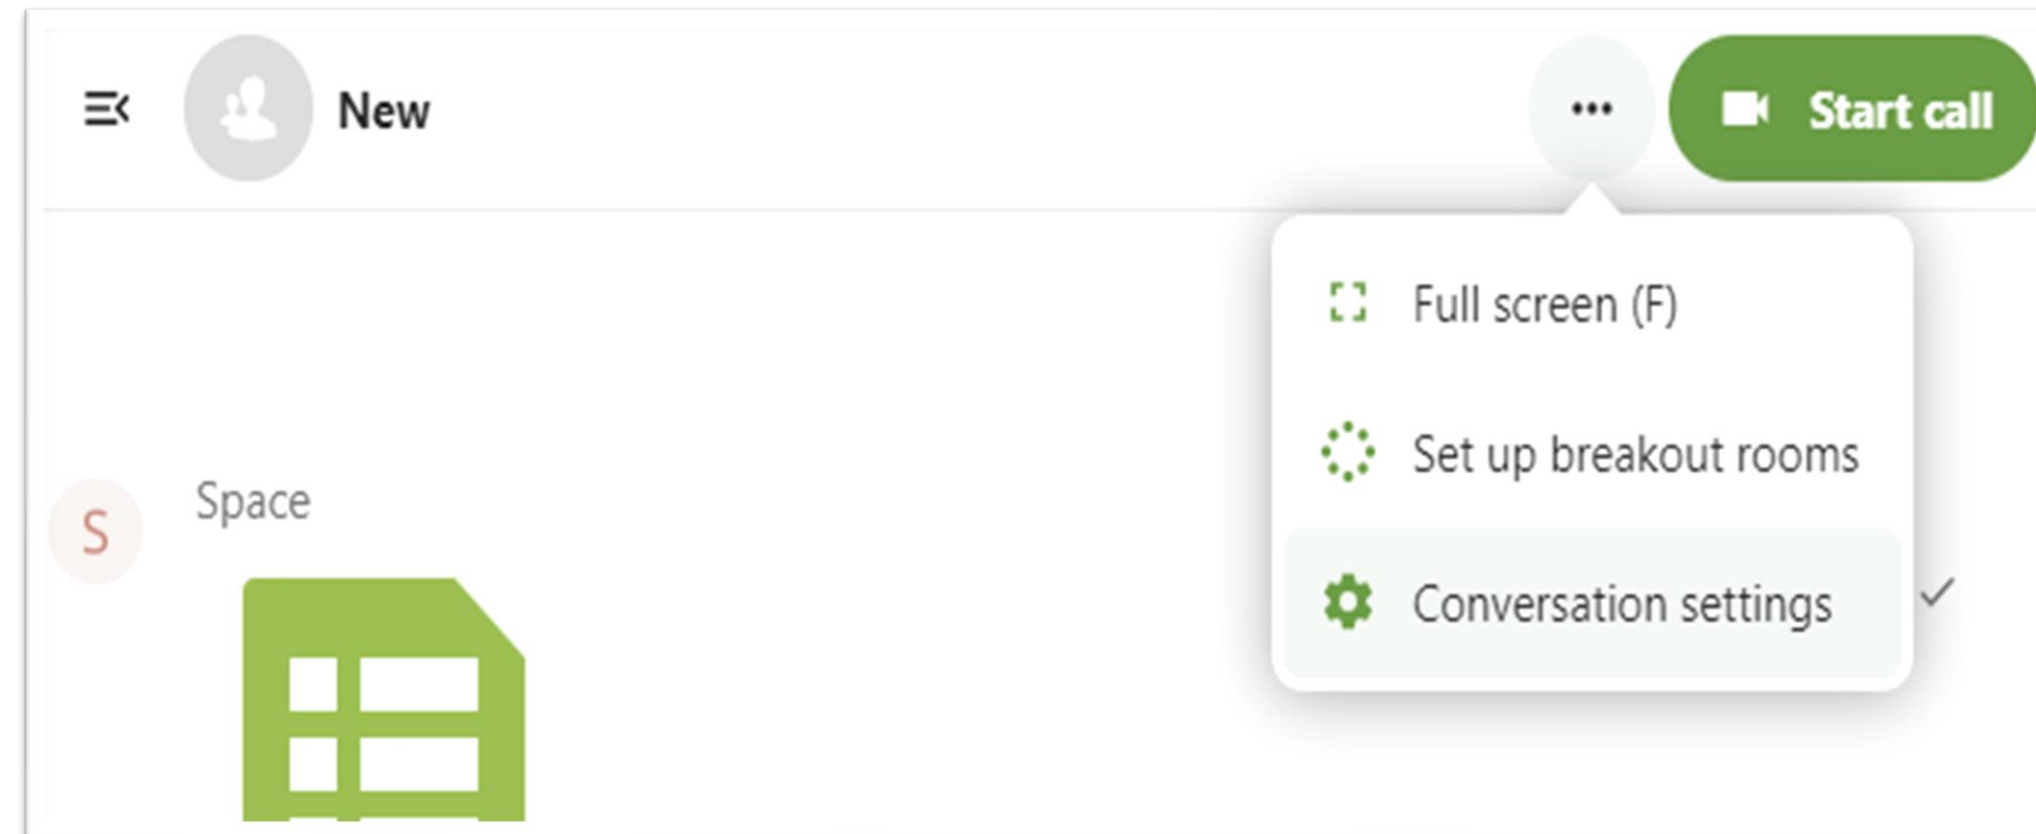 New
Start call
Full screen (F)
Set up breakout rooms
S
Space
Conversation settings